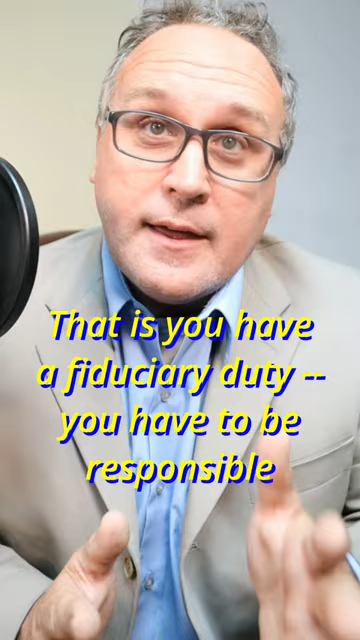 That is you have
a fiduciary duty --
you have to be
responsible